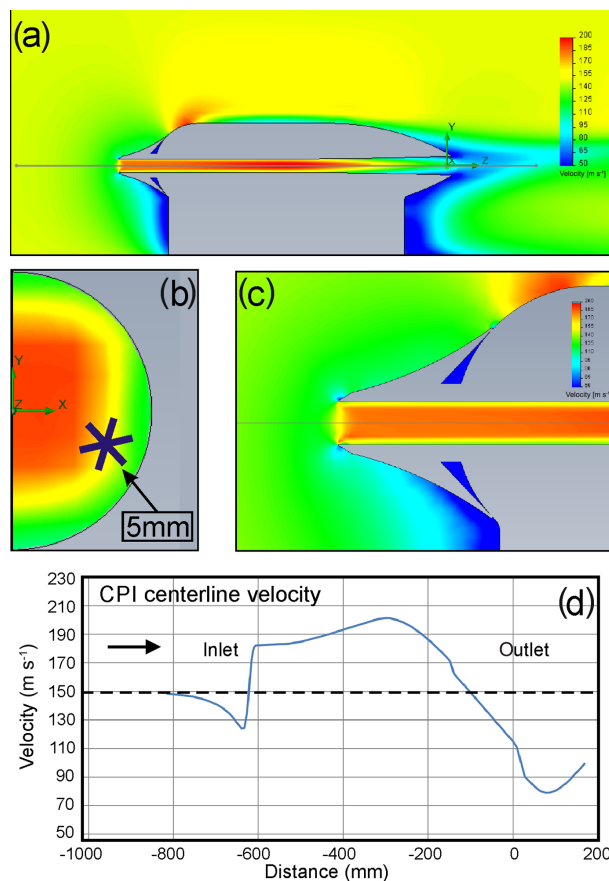 (a)
200
185
170
155
140
125
110
95
80
65
50
Velocity [m s⁻¹]
Y
X
Z
(b)
Y
Z
X
5mm
(c)
Velocity [m s⁻¹]
(d)
CPI centerline velocity
Inlet
Outlet
Velocity (m s⁻¹)
230
210
190
170
150
130
110
90
70
50
-1000
-800
-600
-400
-200
0
200
Distance (mm)